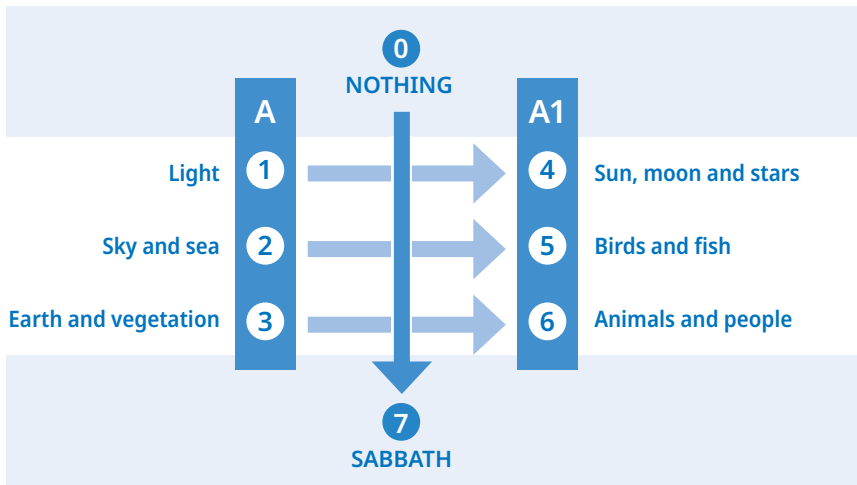 0
NOTHING
A
A1
Light
1
4
Sun, moon and stars
Sky and sea
2
5
Birds and fish
Earth and vegetation
3
6
Animals and people
7
SABBATH